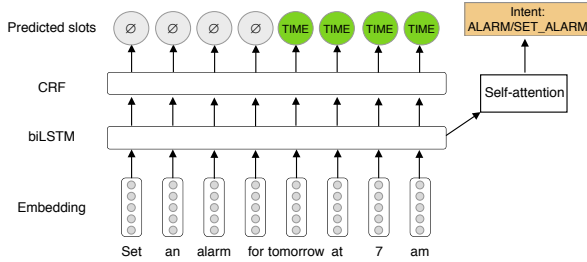 Predicted slots ∅ ∅ ∅ ∅ TIME TIME TIME TIME
Intent:
ALARM/SET_ALARM
CRF
Self-attention
biLSTM
Embedding
Set an alarm for tomorrow at 7 am